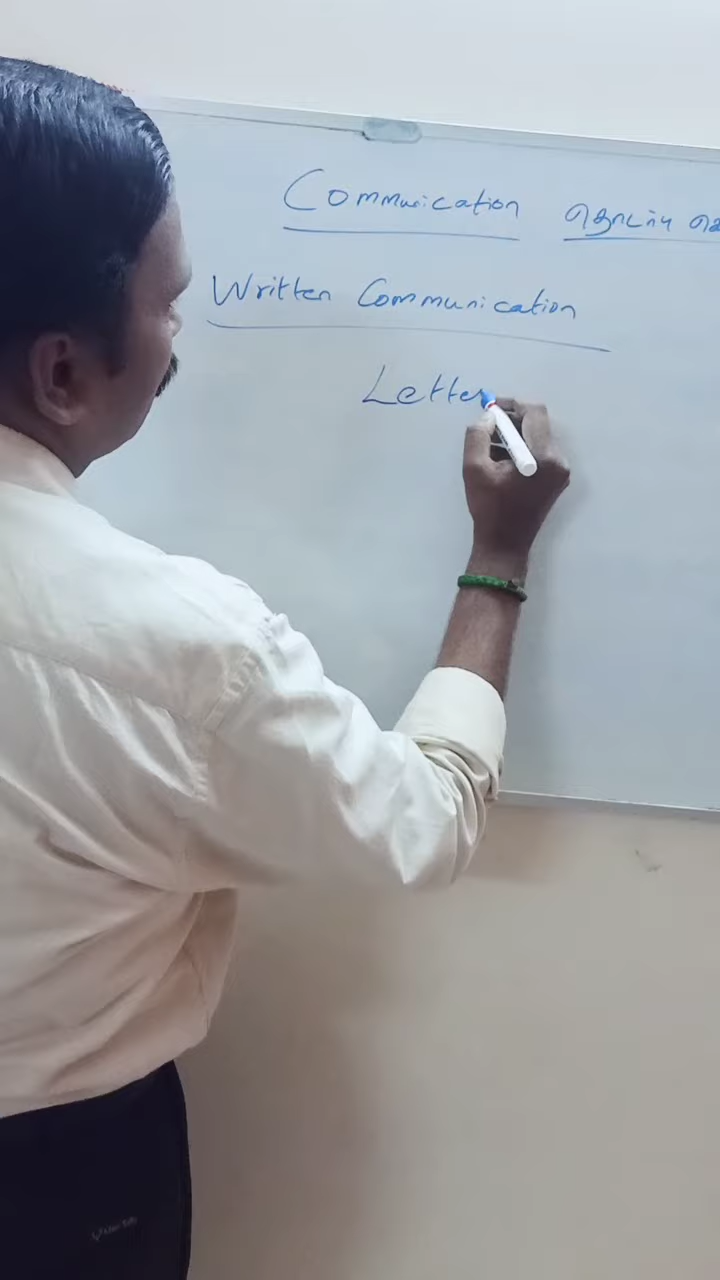 Communication தொடர்பு
Written Communication
Letter